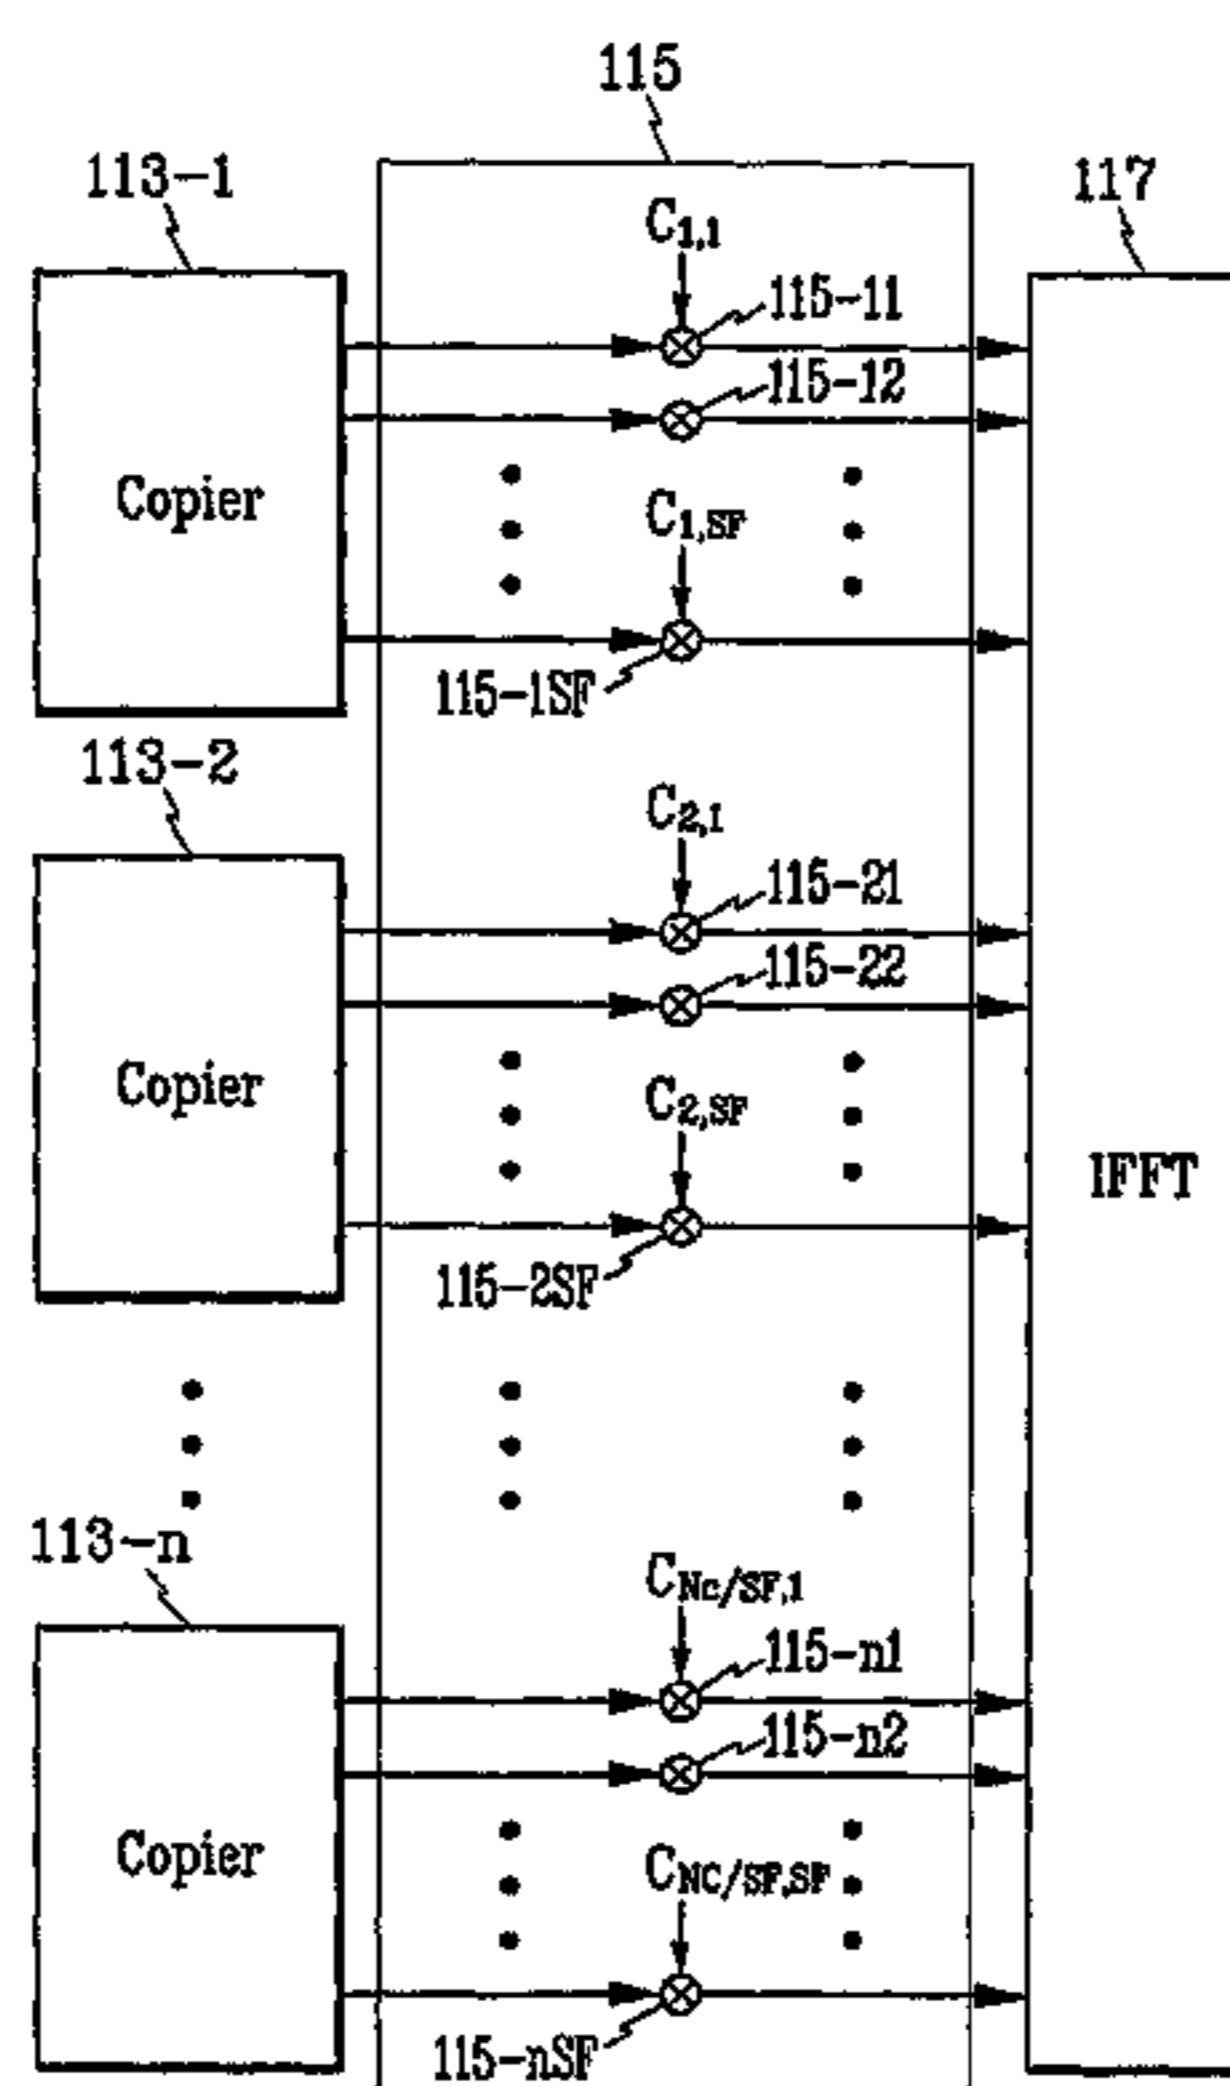 115
113-1
117
C1,1
115-11
115-12
Copier
C1,SF
115-1SF
113-2
C2,1
115-21
115-22
Copier
C2,SF
IFFT
115-2SF
113-n
CNc/SF,1
115-n1
115-n2
Copier
CNC/SF,SF
115-nSF